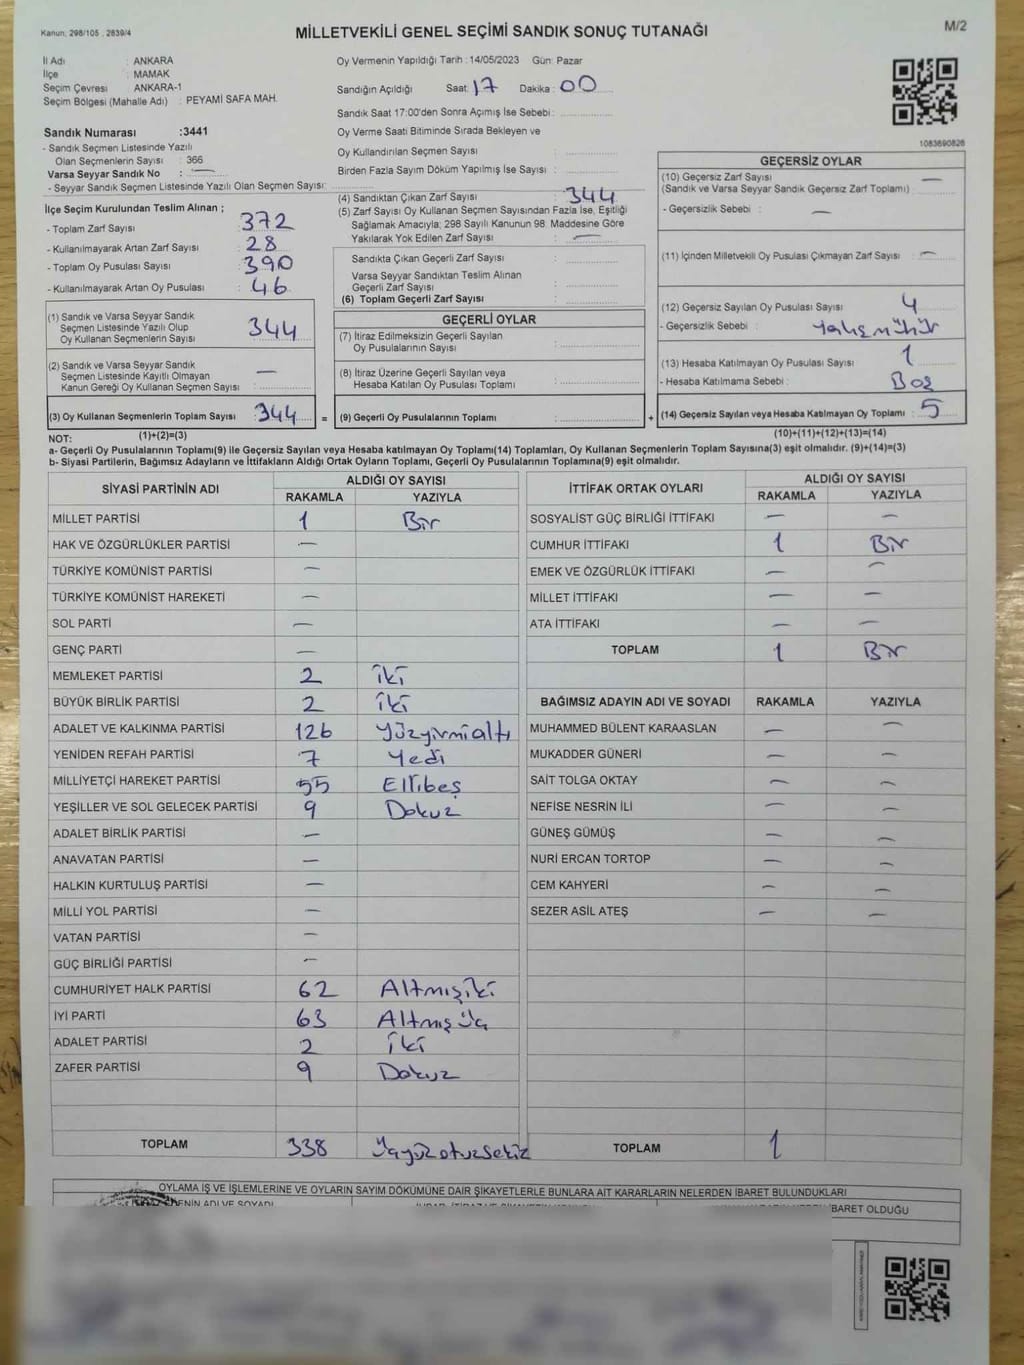 Kanun; 298/105 , 2839/4
MİLLETVEKİLİ GENEL SEÇİMİ SANDIK SONUÇ TUTANAĞI
M/2
İl Adı : ANKARA
İlçe : MAMAK
Seçim Çevresi : ANKARA-1
Seçim Bölgesi (Mahalle Adı) : PEYAMİ SAFA MAH.
Oy Vermenin Yapıldığı Tarih : 14/05/2023 Gün: Pazar
Sandığın Açıldığı Saat: 17 Dakika : 00
Sandık Saat 17:00'den Sonra Açımış İse Sebebi :
Oy Verme Saati Bitiminde Sırada Bekleyen ve
Oy Kullandırılan Seçmen Sayısı :
Birden Fazla Sayım Döküm Yapılmış İse Sayısı :
1083690826
Sandık Numarası :3441
- Sandık Seçmen Listesinde Yazılı
Olan Seçmenlerin Sayısı : 366
Varsa Seyyar Sandık No : —
- Seyyar Sandık Seçmen Listesinde Yazılı Olan Seçmen Sayısı:
İlçe Seçim Kurulundan Teslim Alınan ;
- Toplam Zarf Sayısı : 372
- Kullanılmayarak Artan Zarf Sayısı : 28
- Toplam Oy Pusulası Sayısı : 390
- Kullanılmayarak Artan Oy Pusulası : 46
(1) Sandık ve Varsa Seyyar Sandık
Seçmen Listesinde Yazılı Olup
Oy Kullanan Seçmenlerin Sayısı : 344
(2) Sandık ve Varsa Seyyar Sandık
Seçmen Listesinde Kayıtlı Olmayan
Kanun Gereği Oy Kullanan Seçmen Sayısı : —
(3) Oy Kullanan Seçmenlerin Toplam Sayısı : 344 =
(4) Sandıktan Çıkan Zarf Sayısı : 344
(5) Zarf Sayısı Oy Kullanan Seçmen Sayısından Fazla İse, Eşitliği
Sağlamak Amacıyla; 298 Sayılı Kanunun 98. Maddesine Göre
Yakılarak Yok Edilen Zarf Sayısı : —
Sandıkta Çıkan Geçerli Zarf Sayısı :
Varsa Seyyar Sandıktan Teslim Alınan
Geçerli Zarf Sayısı :
(6) Toplam Geçerli Zarf Sayısı :
GEÇERLİ OYLAR
(7) İtiraz Edilmeksizin Geçerli Sayılan
Oy Pusulalarının Sayısı :
(8) İtiraz Üzerine Geçerli Sayılan veya
Hesaba Katılan Oy Pusulası Toplamı :
(9) Geçerli Oy Pusulalarının Toplamı : +
GEÇERSİZ OYLAR
(10) Geçersiz Zarf Sayısı : —
(Sandık ve Varsa Seyyar Sandık Geçersiz Zarf Toplamı)
- Geçersizlik Sebebi : —
(11) İçinden Milletvekili Oy Pusulası Çıkmayan Zarf Sayısı : —
(12) Geçersiz Sayılan Oy Pusulası Sayısı : 4
- Geçersizlik Sebebi : Yalış mühür
(13) Hesaba Katılmayan Oy Pusulası Sayısı : 1
- Hesaba Katılmama Sebebi : Boş
(14) Geçersiz Sayılan veya Hesaba Katılmayan Oy Toplamı : 5
NOT: (1)+(2)=(3) (10)+(11)+(12)+(13)=(14)
a- Geçerli Oy Pusulalarının Toplamı(9) ile Geçersiz Sayılan veya Hesaba katılmayan Oy Toplamı(14) Toplamları, Oy Kullanan Seçmenlerin Toplam Sayısına(3) eşit olmalıdır. (9)+(14)=(3)
b- Siyasi Partilerin, Bağımsız Adayların ve İttifakların Aldığı Ortak Oyların Toplamı, Geçerli Oy Pusulalarının Toplamına(9) eşit olmalıdır.
SİYASİ PARTİNİN ADI ALDIĞI OY SAYISI
RAKAMLA YAZIYLA
MİLLET PARTİSİ 1 Bir
HAK VE ÖZGÜRLÜKLER PARTİSİ —
TÜRKİYE KOMÜNİST PARTİSİ —
TÜRKİYE KOMÜNİST HAREKETİ —
SOL PARTİ —
GENÇ PARTİ —
MEMLEKET PARTİSİ 2 İki
BÜYÜK BİRLİK PARTİSİ 2 İki
ADALET VE KALKINMA PARTİSİ 126 Yüzyirmialtı
YENİDEN REFAH PARTİSİ 7 Yedi
MİLLİYETÇİ HAREKET PARTİSİ 55 Ellibeş
YEŞİLLER VE SOL GELECEK PARTİSİ 9 Dokuz
ADALET BİRLİK PARTİSİ —
ANAVATAN PARTİSİ —
HALKIN KURTULUŞ PARTİSİ —
MİLLİ YOL PARTİSİ —
VATAN PARTİSİ —
GÜÇ BİRLİĞİ PARTİSİ —
CUMHURİYET HALK PARTİSİ 62 Altmışiki
İYİ PARTİ 63 Altmışüç
ADALET PARTİSİ 2 İki
ZAFER PARTİSİ 9 Dokuz
TOPLAM 338
İTTİFAK ORTAK OYLARI ALDIĞI OY SAYISI
RAKAMLA YAZIYLA
SOSYALİST GÜÇ BİRLİĞİ İTTİFAKI — —
CUMHUR İTTİFAKI 1 Bir
EMEK VE ÖZGÜRLÜK İTTİFAKI — —
MİLLET İTTİFAKI — —
ATA İTTİFAKI — —
TOPLAM 1 Bir
BAĞIMSIZ ADAYIN ADI VE SOYADI RAKAMLA YAZIYLA
MUHAMMED BÜLENT KARAASLAN — —
MUKADDER GÜNERİ — —
SAİT TOLGA OKTAY — —
NEFİSE NESRİN İLİ — —
GÜNEŞ GÜMÜŞ — —
NURİ ERCAN TORTOP — —
CEM KAHYERİ — —
SEZER ASİL ATEŞ — —
TOPLAM 1
OYLAMA İŞ VE İŞLEMLERİNE VE OYLARIN SAYIM DÖKÜMÜNE DAİR ŞİKAYETLERLE BUNLARA AİT KARARLARIN NELERDEN İBARET BULUNDUKLARI
ENİN ADI VE SOYADI
İBARET OLDUĞU